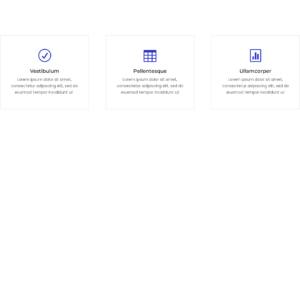 Vestibulum
Lorem ipsum dolor sit amet,
consectetur adipiscing elit, sed do
eiusmod tempor incididunt ut
Pellentesque
Lorem ipsum dolor sit amet,
consectetur adipiscing elit, sed do
eiusmod tempor incididunt ut
Ullamcorper
Lorem ipsum dolor sit amet,
consectetur adipiscing elit, sed do
eiusmod tempor incididunt ut